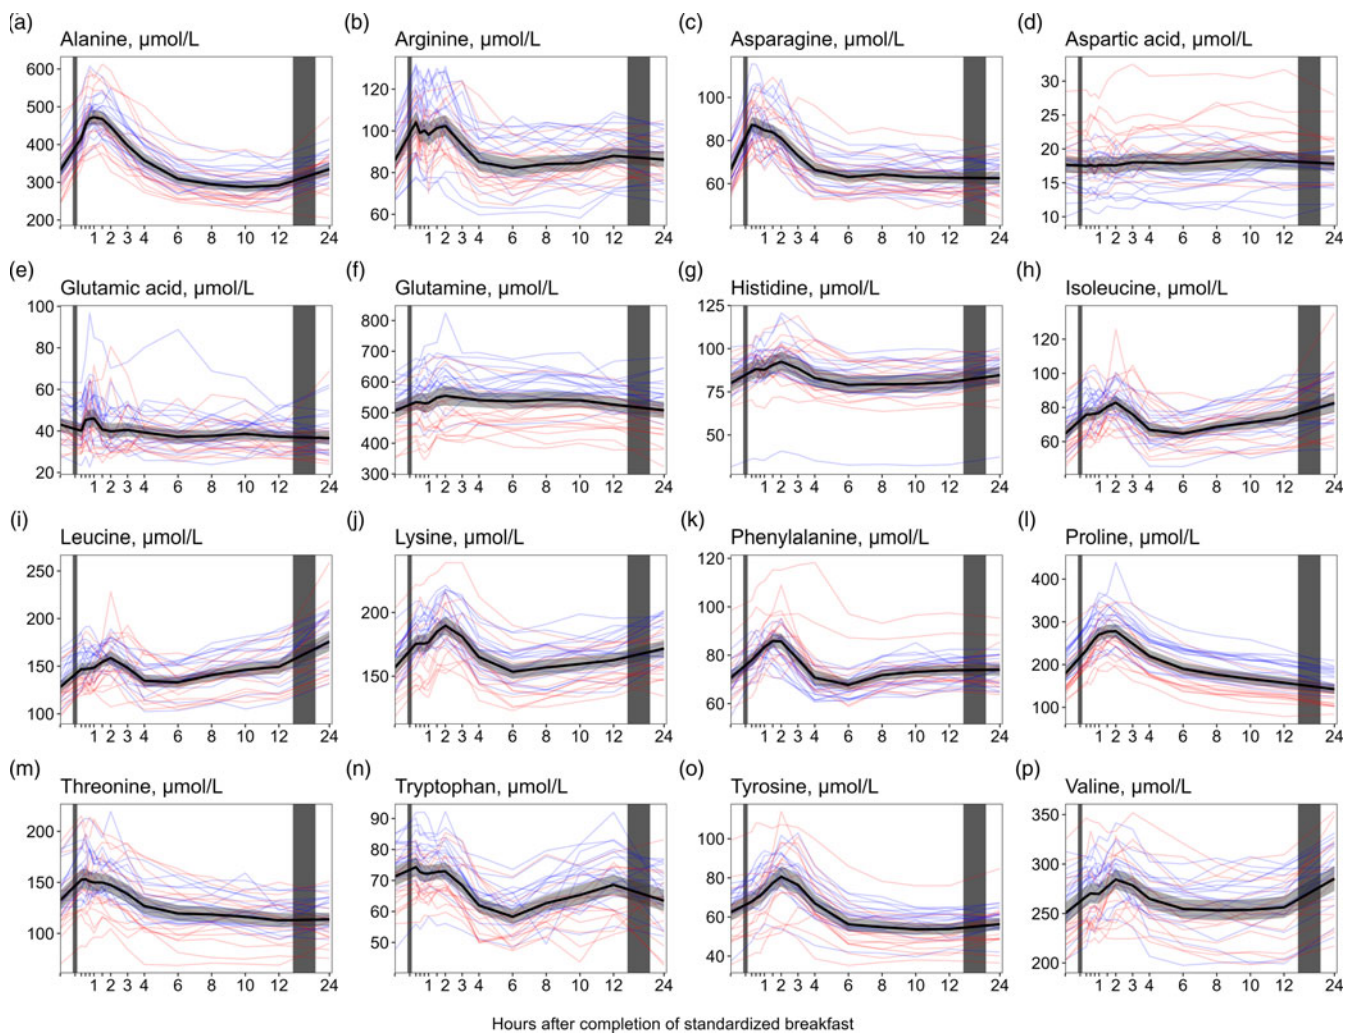 (a) (b) (c) (d)
Alanine, µmol/L Arginine, µmol/L Asparagine, µmol/L Aspartic acid, µmol/L
600
500
400
300
200
1 2 3 4 6 8 10 12 24
120
100
80
60
1 2 3 4 6 8 10 12 24
100
80
60
1 2 3 4 6 8 10 12 24
30
25
20
15
10
1 2 3 4 6 8 10 12 24
(e) (f) (g) (h)
Glutamic acid, µmol/L Glutamine, µmol/L Histidine, µmol/L Isoleucine, µmol/L
100
80
60
40
20
1 2 3 4 6 8 10 12 24
800
700
600
500
400
300
1 2 3 4 6 8 10 12 24
125
100
75
50
1 2 3 4 6 8 10 12 24
120
100
80
60
1 2 3 4 6 8 10 12 24
(i) (j) (k) (l)
Leucine, µmol/L Lysine, µmol/L Phenylalanine, µmol/L Proline, µmol/L
250
200
150
100
1 2 3 4 6 8 10 12 24
200
150
1 2 3 4 6 8 10 12 24
120
100
80
60
1 2 3 4 6 8 10 12 24
400
300
200
100
1 2 3 4 6 8 10 12 24
(m) (n) (o) (p)
Threonine, µmol/L Tryptophan, µmol/L Tyrosine, µmol/L Valine, µmol/L
200
150
100
1 2 3 4 6 8 10 12 24
90
80
70
60
50
1 2 3 4 6 8 10 12 24
100
80
60
40
1 2 3 4 6 8 10 12 24
350
300
250
200
1 2 3 4 6 8 10 12 24
Hours after completion of standardized breakfast